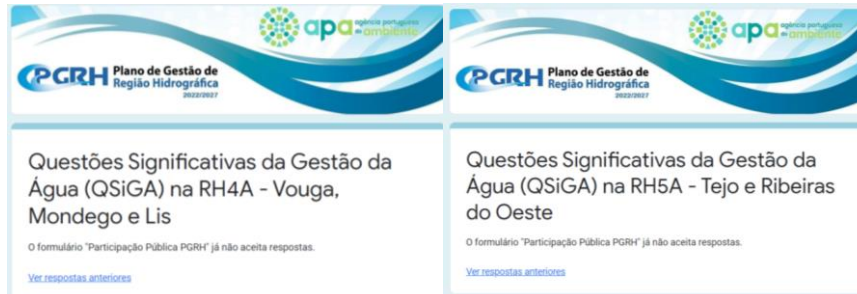 apa agência portuguesa do ambiente
PGRH Plano de Gestão de
Região Hidrográfica
2022/2027
Questões Significativas da Gestão da
Água (QSiGA) na RH4A - Vouga,
Mondego e Lis
O formulário "Participação Pública PGRH" já não aceita respostas.
Ver respostas anteriores
apa agência portuguesa do ambiente
PGRH Plano de Gestão de
Região Hidrográfica
2022/2027
Questões Significativas da Gestão da
Água (QSiGA) na RH5A - Tejo e Ribeiras
do Oeste
O formulário "Participação Pública PGRH" já não aceita respostas.
Ver respostas anteriores